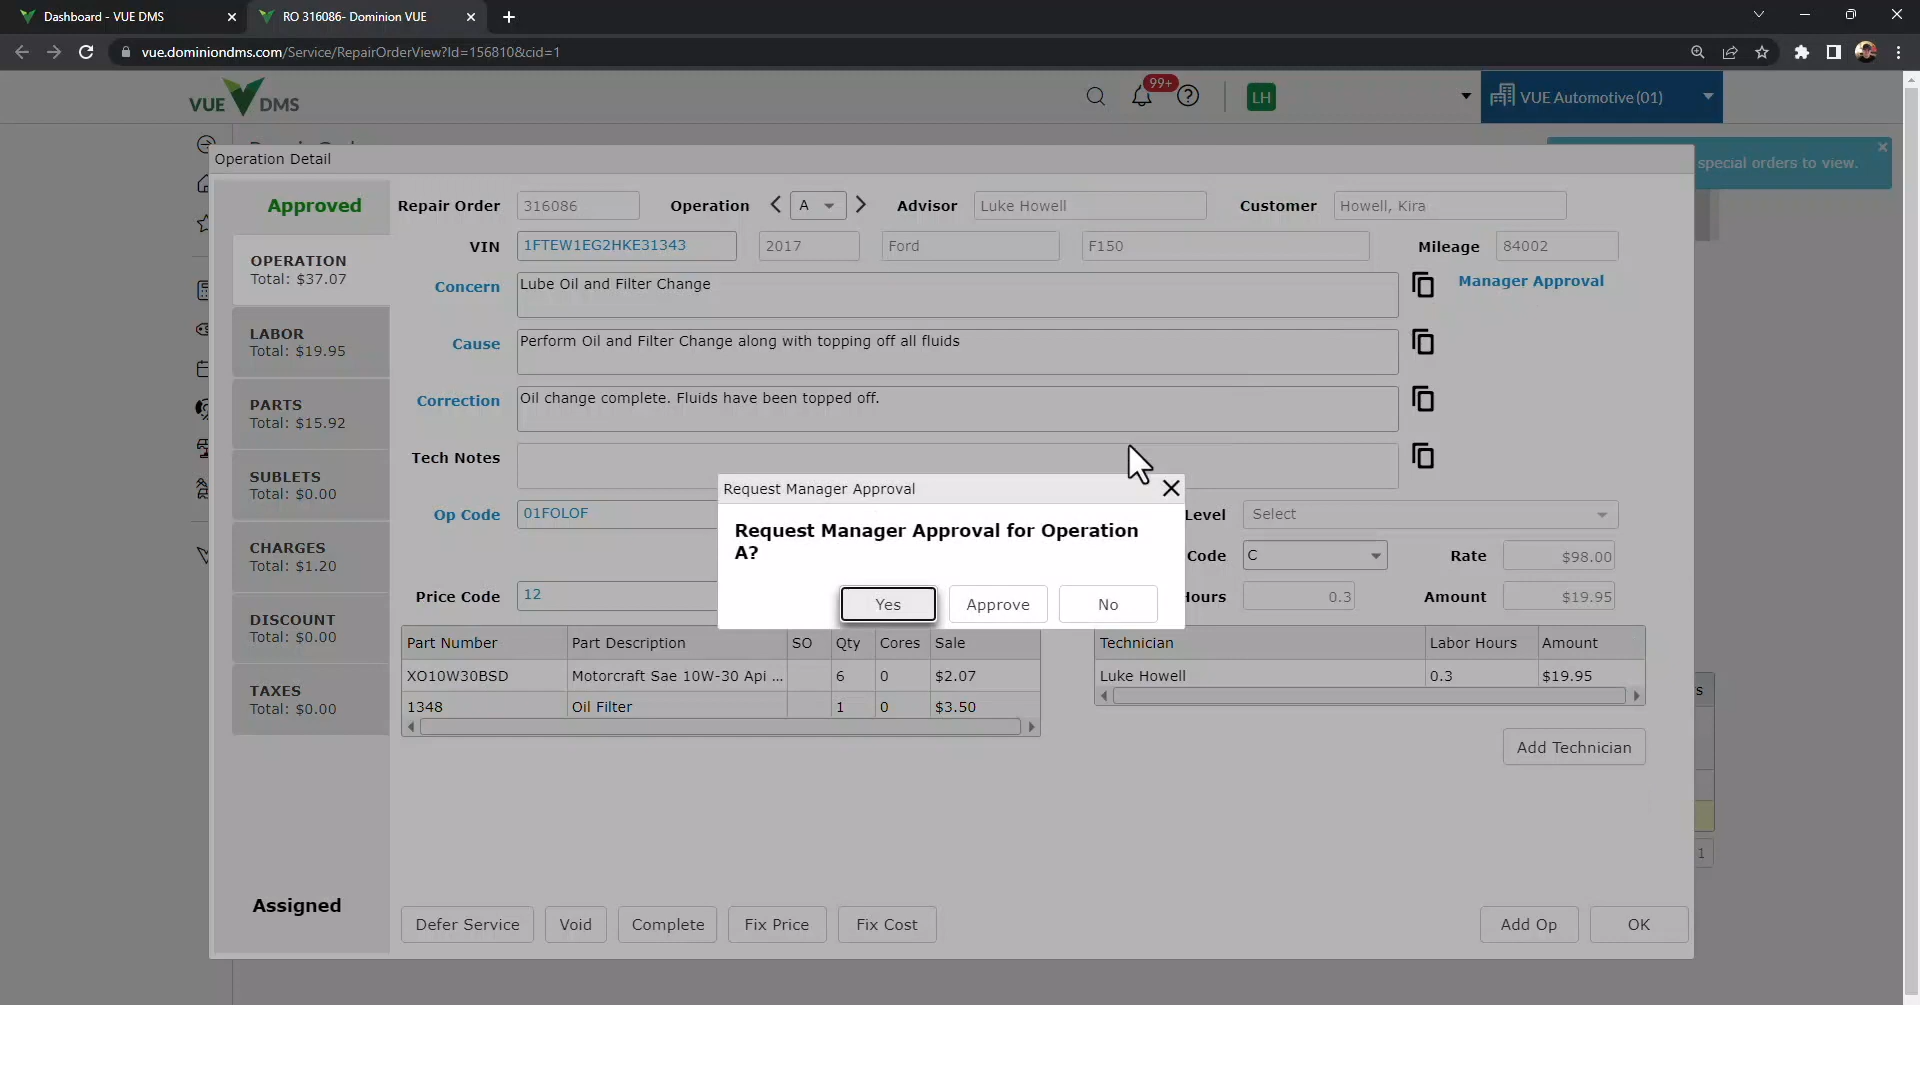 Dashboard - VUE DMS
RO 316086- Dominion VUE
vue.dominiondms.com/Service/RepairOrderView?Id=156810&cid=1
VUE DMS
99+
LH
VUE Automotive (01)
special orders to view.
Operation Detail
Approved
Repair Order 316086 Operation A Advisor Luke Howell Customer Howell, Kira
VIN 1FTEW1EG2HKE31343 2017 Ford F150 Mileage 84002
OPERATION
Total: $37.07
Concern Lube Oil and Filter Change Manager Approval
LABOR
Total: $19.95
Cause Perform Oil and Filter Change along with topping off all fluids
PARTS
Total: $15.92
Correction Oil change complete. Fluids have been topped off.
SUBLETS
Total: $0.00
Tech Notes
CHARGES
Total: $1.20
DISCOUNT
Total: $0.00
TAXES
Total: $0.00
Assigned
Request Manager Approval
Request Manager Approval for Operation
A?
Yes Approve No
Op Code 01FOLOF Level Select
Code C Rate $98.00
Price Code 12 0.3 Amount $19.95
Part Number Part Description SO Qty Cores Sale
XO10W30BSD Motorcraft Sae 10W-30 Api ... 6 0 $2.07
1348 Oil Filter 1 0 $3.50
Technician Labor Hours Amount
Luke Howell 0.3 $19.95
Add Technician
Defer Service Void Complete Fix Price Fix Cost Add Op OK
1